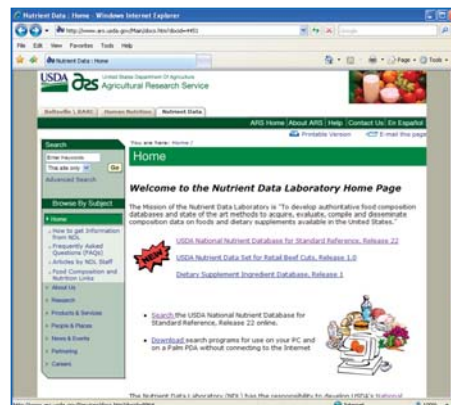 Nutrient Data : Home - Windows Internet Explorer
File Edit View Favorites Tools Help
Nutrient Data : Home
Page Tools
USDA ars United States Department Of Agriculture
Agricultural Research Service
Beltsville (BARC) Human Nutrition Nutrient Data
ARS Home About ARS Help Contact Us En Español
Printable Version E-mail this page
Search
Enter Keywords
This site only Go
Advanced Search
Browse By Subject
Home
How to get Information from NDL
Frequently Asked Questions (FAQs)
Articles by NDL Staff
Food Composition and Nutrition Links
About Us
Research
Products & Services
People & Places
News & Events
Partnering
Careers
You are here: Home /
Home
Welcome to the Nutrient Data Laboratory Home Page
The Mission of the Nutrient Data Laboratory is "To develop authoritative food composition
databases and state of the art methods to acquire, evaluate, compile and disseminate
composition data on foods and dietary supplements available in the United States."
NEW
USDA National Nutrient Database for Standard Reference, Release 22
USDA Nutrient Data Set for Retail Beef Cuts, Release 1.0
Dietary Supplement Ingredient Database, Release 1
Search the USDA National Nutrient Database for
Standard Reference, Release 22 online.
Download search programs for use on your PC and
on a Palm PDA without connecting to the Internet
The Nutrient Data Laboratory (NDL) has the responsibility to develop USDA's National
Internet